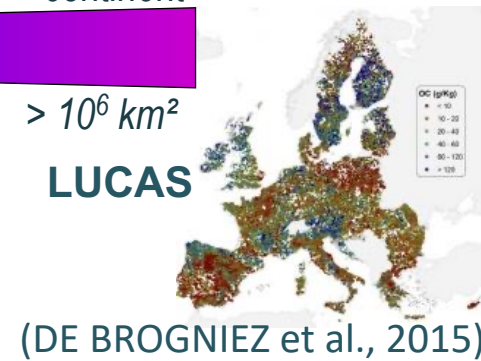 continent
> 10⁶ km²
LUCAS
OC (g/Kg)
< 10
10 - 20
20 - 40
40 - 60
60 - 120
> 120
(DE BROGNIEZ et al., 2015)